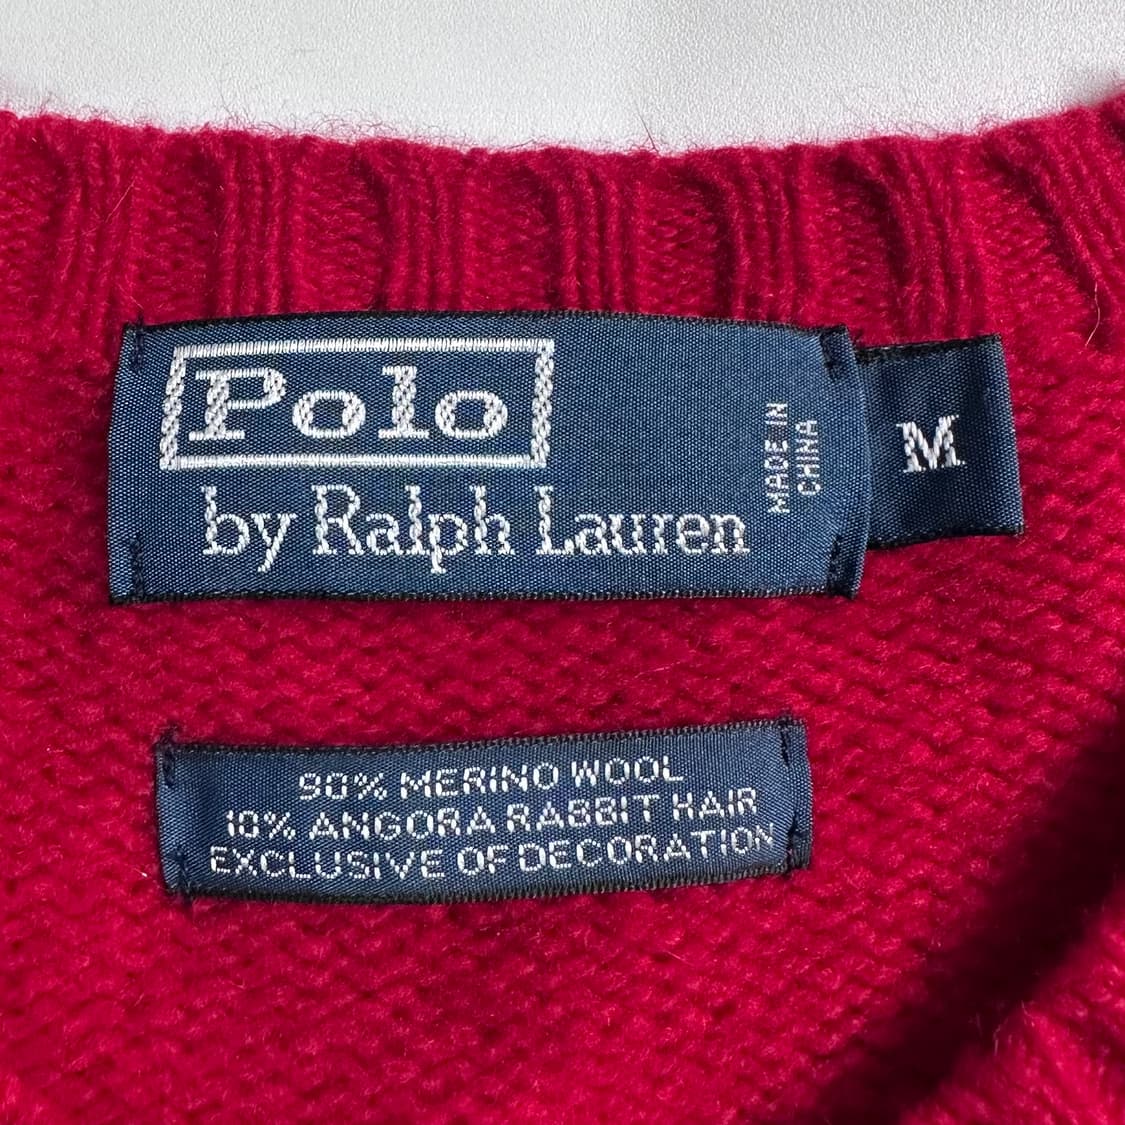 Polo
by Ralph Lauren
MADE IN
CHINA
M
90% MERINO WOOL
10% ANGORA RABBIT HAIR
EXCLUSIVE OF DECORATION